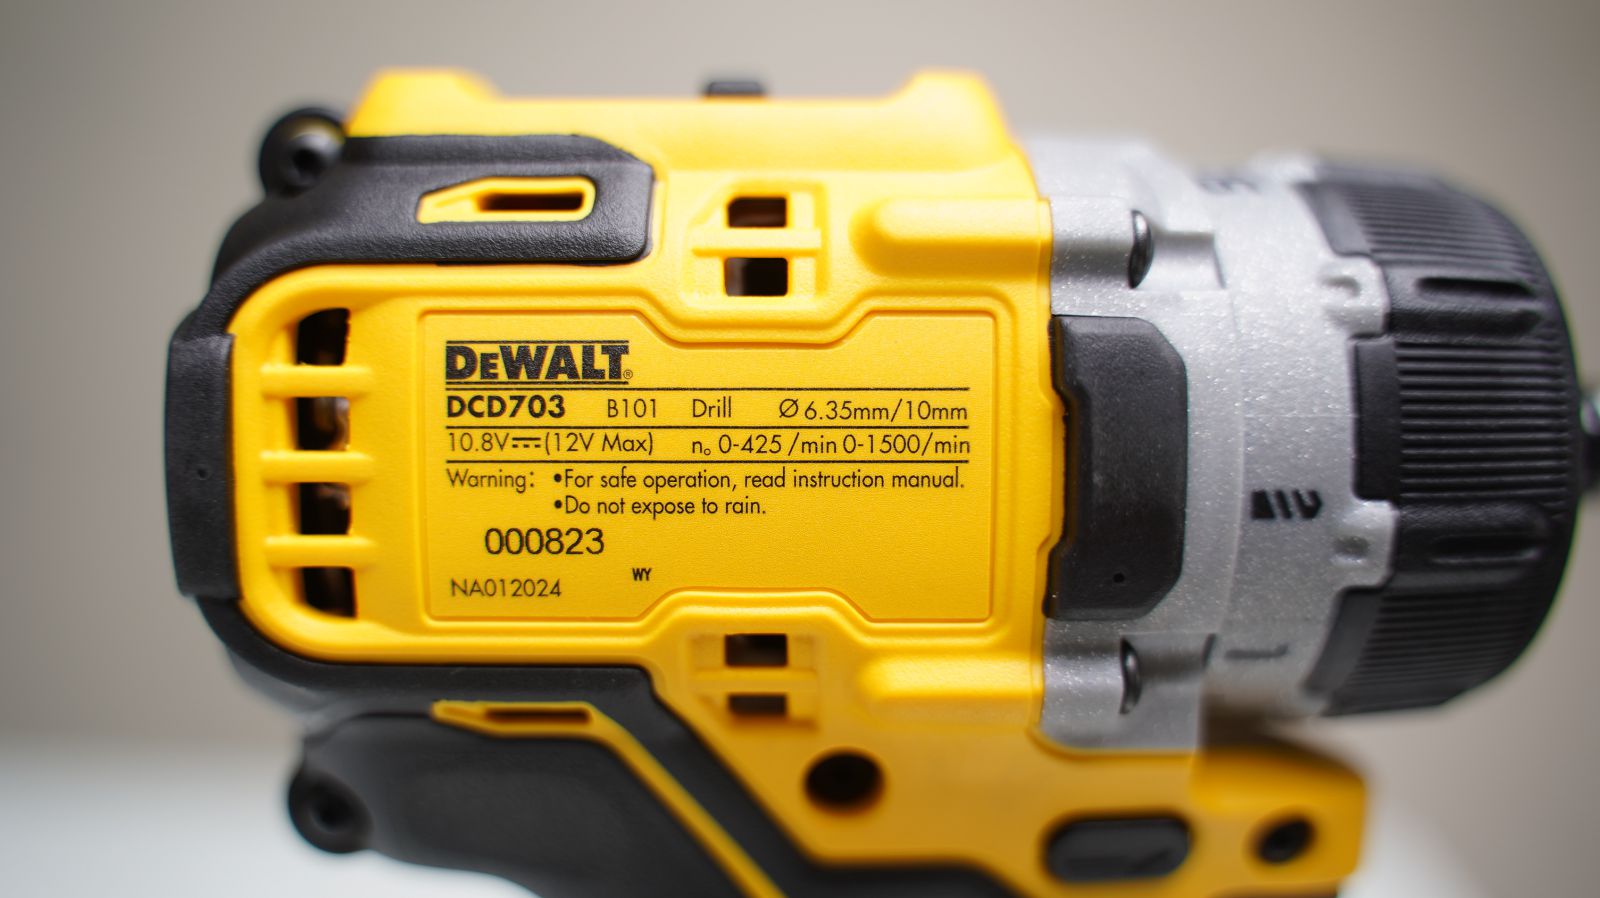 DEWALT®
DCD703 B101 Drill Ø 6.35mm/10mm
10.8V⎓(12V Max) n₀ 0-425 /min 0-1500/min
Warning: •For safe operation, read instruction manual.
•Do not expose to rain.
000823
WY
NA012024